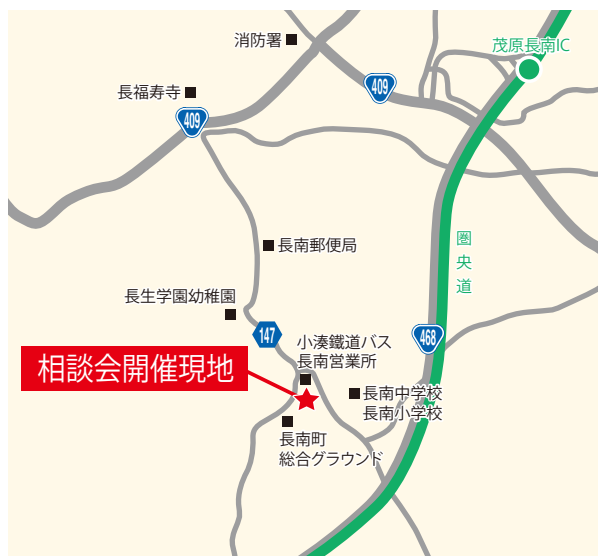 消防署
茂原長南IC
409
長福寿寺
409
長南郵便局
圏央道
長生学園幼稚園
147
小湊鐵道バス
長南営業所
468
相談会開催現地
長南中学校
長南小学校
長南町
総合グラウンド